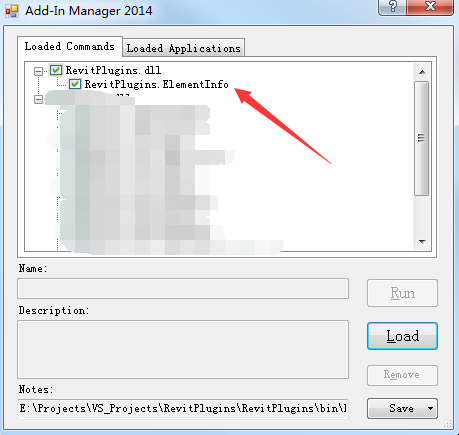 Add-In Manager 2014
Loaded Commands Loaded Applications
RevitPlugins.dll
RevitPlugins.ElementInfo
Name:
Run
Description:
Load
Remove
Notes:
E:\Projects\VS_Projects\RevitPlugins\RevitPlugins\bin\
Save